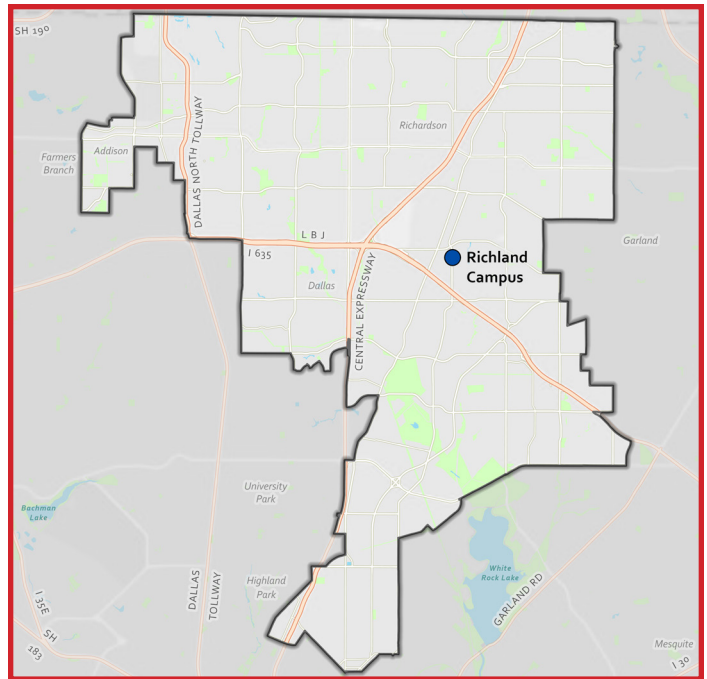 SH 190
DALLAS NORTH TOLLWAY
Richardson
Farmers
Branch
Addison
LBJ
I 635
Garland
Richland
Campus
Dallas
CENTRAL EXPRESSWAY
University
Park
Bachman
Lake
Highland
Park
DALLAS
TOLLWAY
White
Rock Lake
GARLAND RD
I 35E
SH
183
Mesquite
I 30